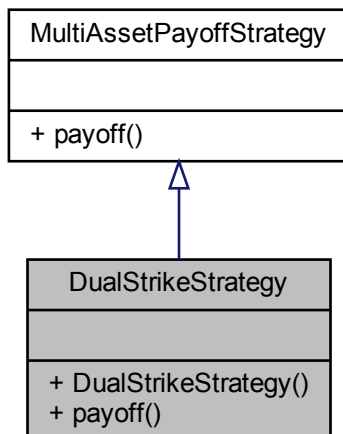 MultiAssetPayoffStrategy
+ payoff()
DualStrikeStrategy
+ DualStrikeStrategy()
+ payoff()